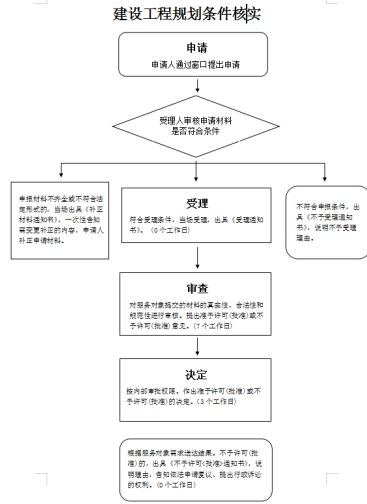 建设工程规划条件核实
申请
申请人通过窗口提出申请
受理人审核申请材料
是否符合条件
申报材料不齐全或不符合法
定形式的，当场出具《补正
材料通知书》，一次性告知
需变更补正的内容，申请人
补正申请材料。
受理
符合受理条件，当场受理，出具《受理通知
书》。（0个工作日）
不符合申报条件，出
具《不予受理通知
书》，说明不予受理
理由。
审查
对服务对象提交的材料的真实性、合法性和
规范性进行审核。提出准予许可(批准)或不
予许可(批准)意见。（7个工作日）
决定
按内部审批权限。作出准予许可(批准)或不
予许可(批准)的决定。（3个工作日）
根据服务对象需求送达结果。不予许可(批
准)的，出具《不予许可<批准>通知书》，说
明理由，告知依法申请复议、提出行政诉讼
的权利。（0个工作日）